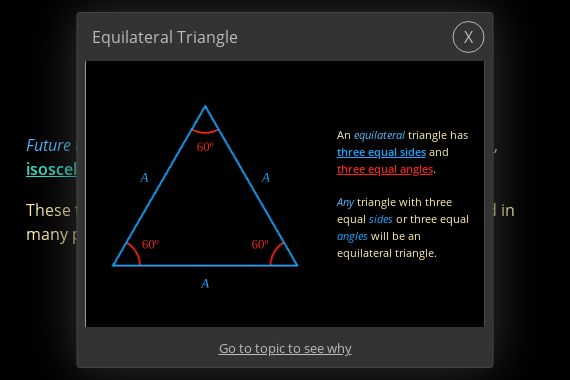 Equilateral Triangle
X
60º
A
A
60º
60º
A
An equilateral triangle has
three equal sides and
three equal angles.
Any triangle with three
equal sides or three equal
angles will be an
equilateral triangle.
Future
,
These
d in
many
Go to topic to see why